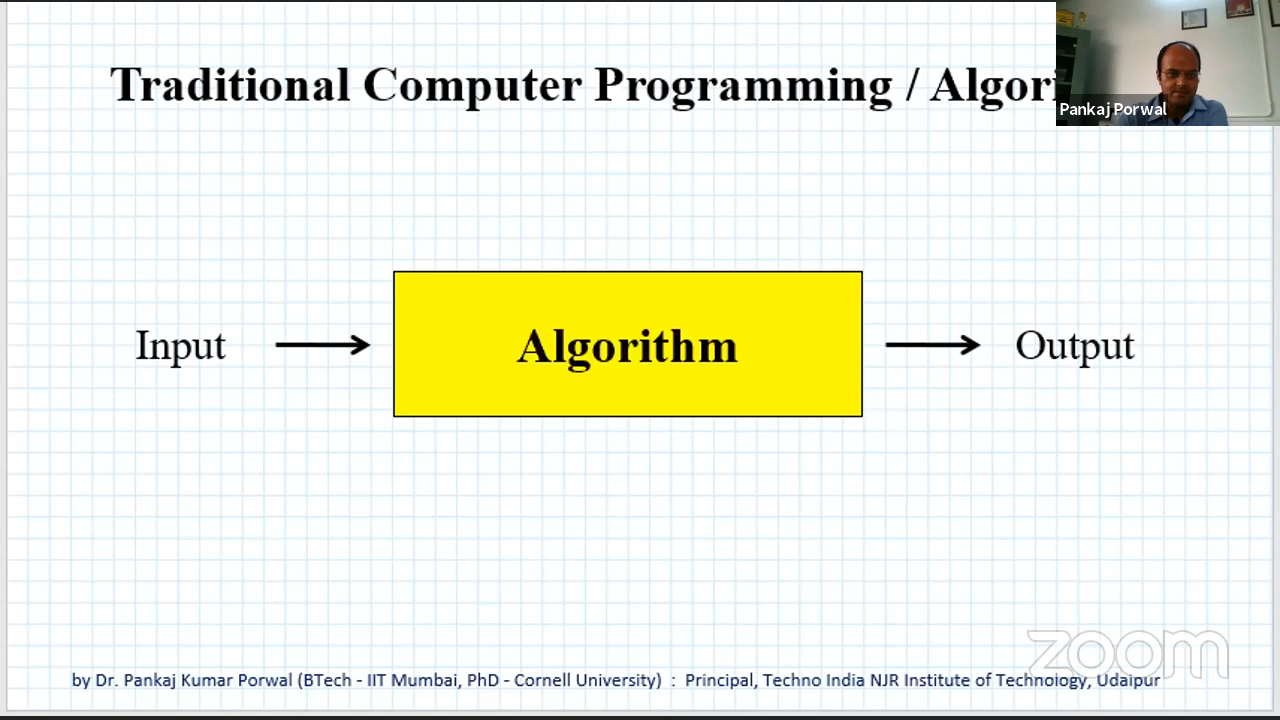 Traditional Computer Programming / Algori
Pankaj Porwal
Input
Algorithm
Output
zoom
by Dr. Pankaj Kumar Porwal (BTech - IIT Mumbai, PhD - Cornell University) : Principal, Techno India NJR Institute of Technology, Udaipur